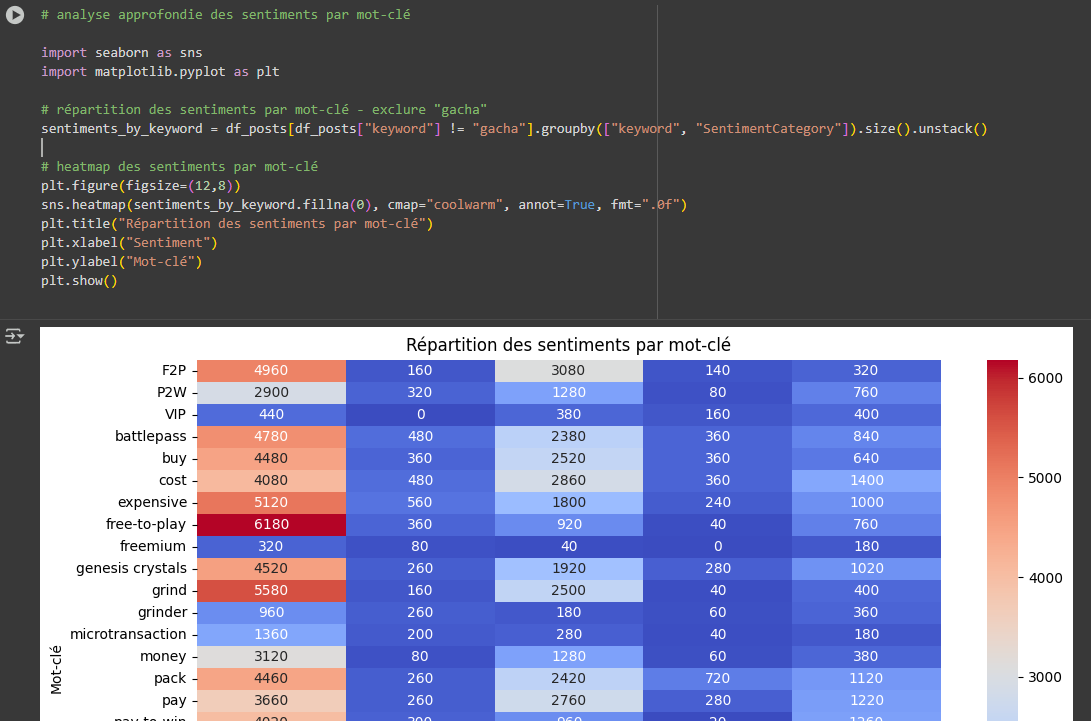 # analyse approfondie des sentiments par mot-clé
import seaborn as sns
import matplotlib.pyplot as plt
# répartition des sentiments par mot-clé - exclure "gacha"
sentiments_by_keyword = df_posts[df_posts["keyword"] != "gacha"].groupby(["keyword", "SentimentCategory"]).size().unstack()
# heatmap des sentiments par mot-clé
plt.figure(figsize=(12,8))
sns.heatmap(sentiments_by_keyword.fillna(0), cmap="coolwarm", annot=True, fmt=".0f")
plt.title("Répartition des sentiments par mot-clé")
plt.xlabel("Sentiment")
plt.ylabel("Mot-clé")
plt.show()
Répartition des sentiments par mot-clé
F2P 4960 160 3080 140 320
P2W 2900 320 1280 80 760
VIP 440 0 380 160 400
battlepass 4780 480 2380 360 840
buy 4480 360 2520 360 640
cost 4080 480 2860 360 1400
expensive 5120 560 1800 240 1000
free-to-play 6180 360 920 40 760
freemium 320 80 40 0 180
genesis crystals 4520 260 1920 280 1020
grind 5580 160 2500 40 400
grinder 960 260 180 60 360
microtransaction 1360 200 280 40 180
money 3120 80 1280 60 380
pack 4460 260 2420 720 1120
pay 3660 260 2760 280 1220
Mot-clé
6000
5000
4000
3000